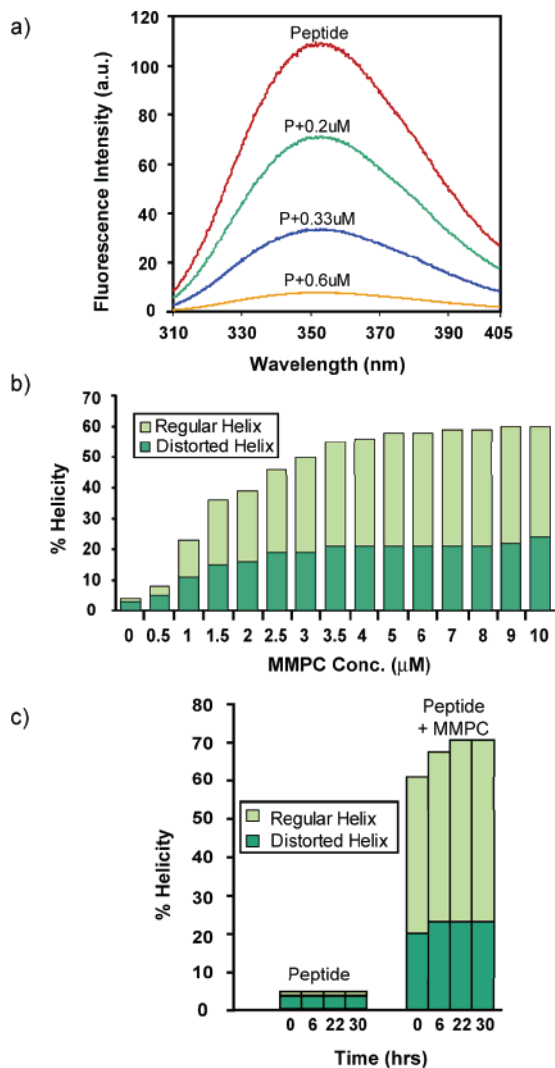 a)
Fluorescence Intensity (a.u.)
120
100
80
60
40
20
0
Peptide
P+0.2uM
P+0.33uM
P+0.6uM
310 330 350 370 390 405
Wavelength (nm)
b)
% Helicity
70
60
50
40
30
20
10
0
Regular Helix
Distorted Helix
0 0.5 1 1.5 2 2.5 3 3.5 4 5 6 7 8 9 10
MMPC Conc. (μM)
c)
% Helicity
80
70
60
50
40
30
20
10
0
Peptide
+ MMPC
Regular Helix
Distorted Helix
Peptide
0 6 22 30 0 6 22 30
Time (hrs)